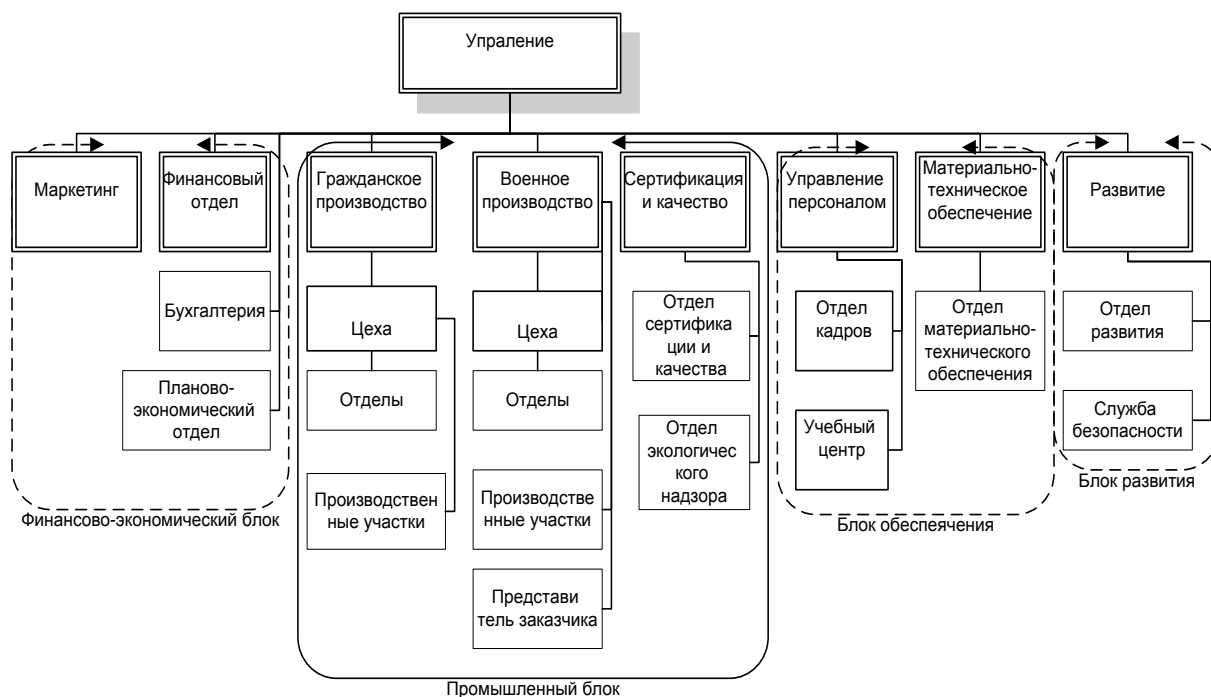 Упраление
Маркетинг
Финансовый
отдел
Гражданское
производство
Военное
производство
Сертификация
и качество
Управление
персоналом
Материально-
техническое
обеспечение
Развитие
Бухгалтерия
Планово-
экономический
отдел
Цеха
Отделы
Производствен
ные участки
Цеха
Отделы
Производстве
нные участки
Представи
тель заказчика
Отдел
сертифика
ции и
качества
Отдел
экологичес
кого
надзора
Отдел
кадров
Учебный
центр
Отдел
материально-
технического
обеспечения
Отдел
развития
Служба
безопасности
Финансово-экономический блок
Промышленный блок
Блок обеспеячения
Блок развития